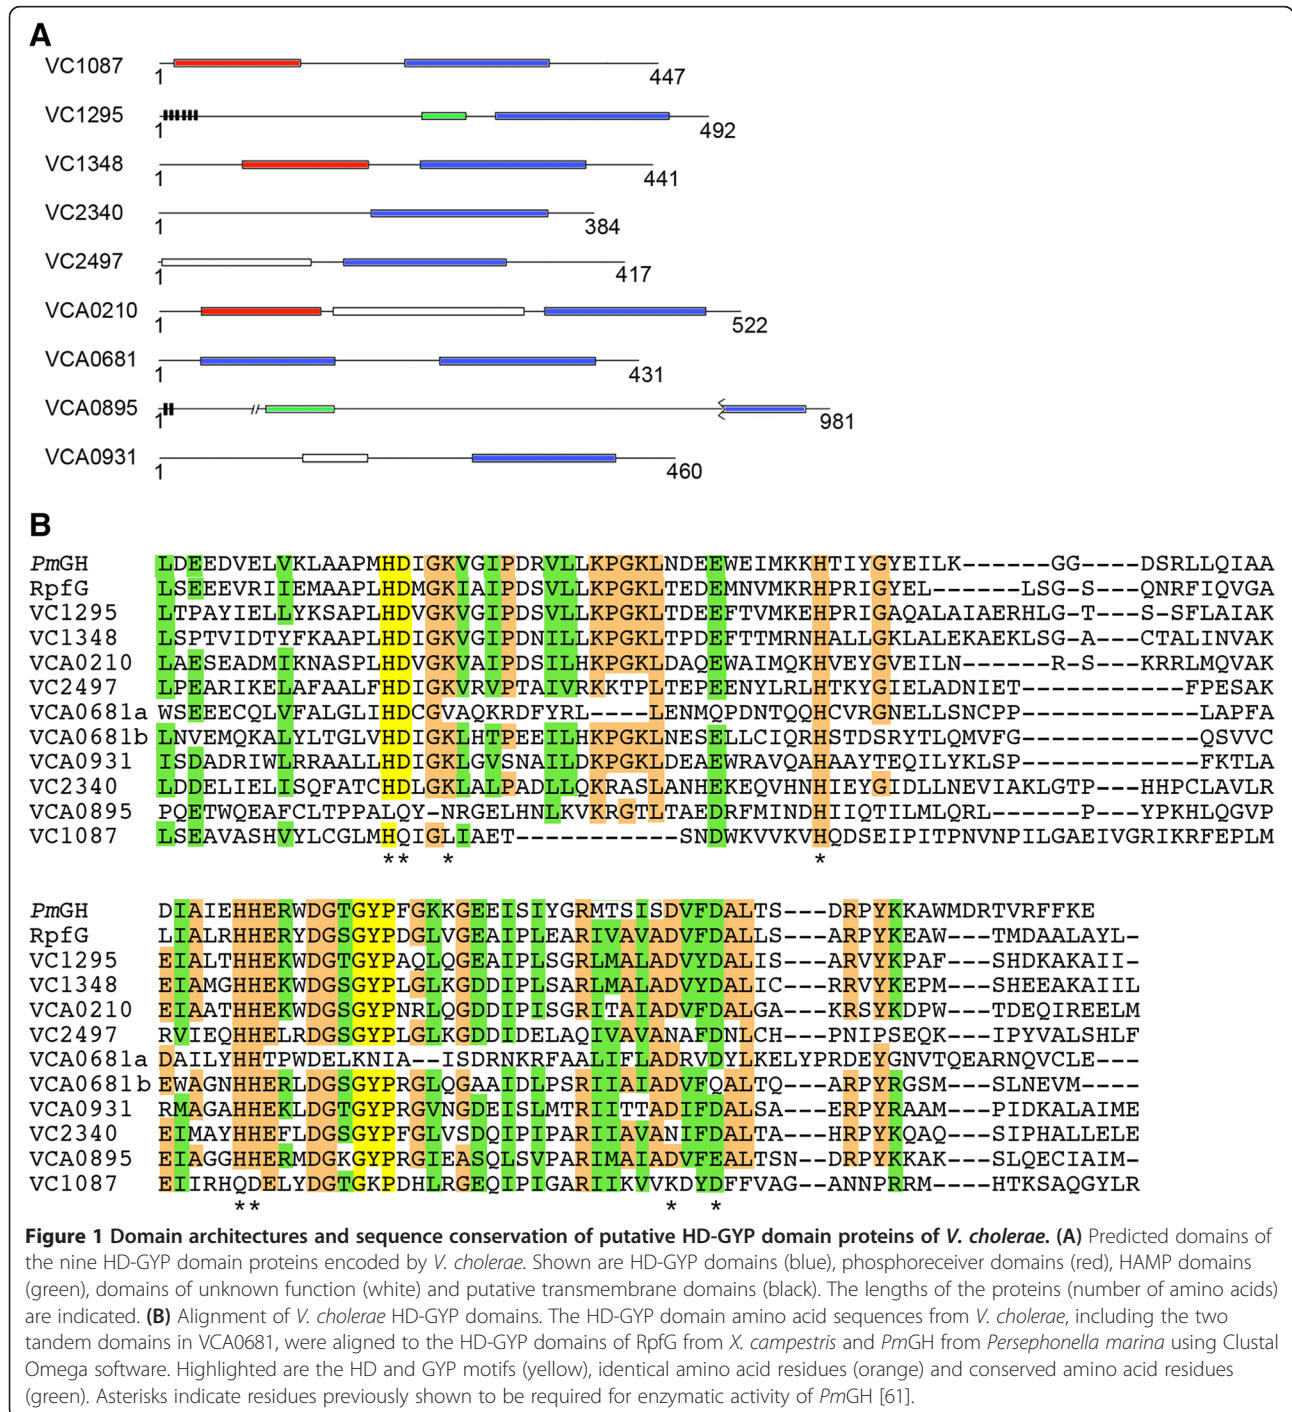 A
VC1087
1
447
VC1295
1
492
VC1348
1
441
VC2340
1
384
VC2497
1
417
VCA0210
1
522
VCA0681
1
431
VCA0895
1
//
981
VCA0931
1
460
B
PmGH LDEEDVELVKLAAPMHDIGKVGIPDRVLLKPGKLNDEEWEIMKKHTIYGYEILK------GG----DSRLLQIAA
RpfG LSEEEVRIIEMAAPLHDMGKIAIPDSVLLKPGKLTEDEMNVMKRHPRIGYEL------LSG-S---QNRFIQVGA
VC1295 LTPAYIELLYKSAPLHDVGKVGIPDSVLLKPGKLTDEEFTVMKEHPRIGAQALAIAERHLG-T---S-SFLAIAK
VC1348 LSPTVIDTYFKAAPLHDIGKVGIPDNILLKPGKLTPDEFTTMRNHALLGKLALEKAEKLSG-A---CTALINVAK
VCA0210 LAESEADMIKNASPLHDVGKVAIPDSILHKPGKLDAQEWAIMQKHVEYGVEILN------R-S---KRRLMQVAK
VC2497 LPEARIKELAFAALFHDIGKVRVPTAIVRKKTPLTEPEENYLRLHTKYGIELADNIET-----------FPESAK
VCA0681a WSEEECQLVFALGLIHDCGVAQKRDFYRL----LENMQPDNTQQHCVRGNELLSNCPP-----------LAPFA
VCA0681b LNVEMQKALYLTGLVHDIGKLHTPEEILHKPGKLNESELLCIQRHSTDSRYTLQMVFG------------QSVVC
VCA0931 ISDADRIWLRRAALLHDIGKLGVSNAILDKPGKLDEAEWRAVQAHAAYTEQILYKLSP------------FKTLA
VC2340 LDDELIELISQFATCHDLGKLALPADLLQKRASLANHEKEQVHNHIEYGIDLLNEVIAKLGTP--HHPCLAVLR
VCA0895 PQETWQEAFCLTPPALQY-NGELHNLKVKRGTLTAEDRFMINDHIIQTILMLQRL------P---YPKHLQGVP
VC1087 LSEAVASHVYLCGLMHQIGLIAET-----------SNDWKVVKVHQDSEIPITPNVNPILGAEIVGRIKRFEPLM
** * *
PmGH DIAIEHHERWDGTGYPFGKKGEEISIYGRMTSISDVFDALTS---DRPYKKAWMDRTVRFFKE
RpfG LIALRHHERYDGSGYPDGLVGEAIPLEARIVAVADVFDALLS---ARPYKEAW---TMDAALAYL-
VC1295 EIALTHHEKWDGTGYPAQLQGEAIPLSGRLMALADVYDALIS---ARVYKPAF---SHDKAKAII-
VC1348 EIAMGHHEKWDGSGYPLGLKGDDIPLSARLMALADVYDALIC---RRVYKEPM---SHEEAKAIIL
VCA0210 EIAATHHEKWDGSGYPNRLQGDDIPISGRITAIADVFDALGA---KRSYKDPW---TDEQIREELM
VC2497 RVIEQHHELRDGSGYPLGLKGDDIDELAQIVAVANAFDNLCH---PNIPSEQK---IPYVALSHLF
VCA0681a DAILYHHTPWDELKNIA--ISDRNKRFAALIFLADRVDYLKELYPRDEYGNVTQEARNQVCLE---
VCA0681b EWAGNHHERLDGSGYPRGLQGAAIDLPSRIIAIADVFQALTQ---ARPYRGSM---SLNEVM----
VCA0931 RMAGAHHEKLDGTGYPRGVNGDEISLMTRIITTADIFDALSA---ERPYRAAM---PIDKALAIME
VC2340 EIMAYHHEFLDGSGYPFGLVSDQIPIPARIIAVANIFDALTA---HRPYKQAQ---SIPHALLELE
VCA0895 EIAGGHHERMDGKGYPRGIEASQLSVPARIMAIADVFEALTSN--DRPYKKAK---SLQECIAIM-
VC1087 EIIRHQDELYDGTGKPDHLRGEQIPIGARIIKVVKDYDFFVAG--ANNPRRM---HTKSAQGYLR
** * *
Figure 1 Domain architectures and sequence conservation of putative HD-GYP domain proteins of V. cholerae. (A) Predicted domains of
the nine HD-GYP domain proteins encoded by V. cholerae. Shown are HD-GYP domains (blue), phosphoreceiver domains (red), HAMP domains
(green), domains of unknown function (white) and putative transmembrane domains (black). The lengths of the proteins (number of amino acids)
are indicated. (B) Alignment of V. cholerae HD-GYP domains. The HD-GYP domain amino acid sequences from V. cholerae, including the two
tandem domains in VCA0681, were aligned to the HD-GYP domains of RpfG from X. campestris and PmGH from Persephonella marina using Clustal
Omega software. Highlighted are the HD and GYP motifs (yellow), identical amino acid residues (orange) and conserved amino acid residues
(green). Asterisks indicate residues previously shown to be required for enzymatic activity of PmGH [61].